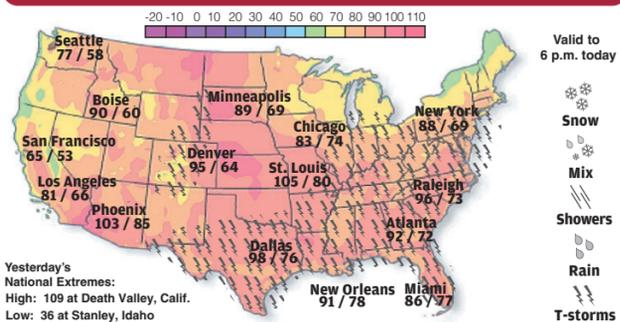 -20 -10 0 10 20 30 40 50 60 70 80 90 100 110
Seattle
77 / 58
Boise
90 / 60
Minneapolis
89 / 69
New York
88 / 69
Chicago
83 / 74
San Francisco
65 / 53
Denver
95 / 64
St. Louis
105 / 80
Los Angeles
81 / 66
Raleigh
96 / 73
Phoenix
103 / 85
Atlanta
92 / 72
Dallas
98 / 76
New Orleans
91 / 78
Miami
86 / 77
Yesterday's
National Extremes:
High: 109 at Death Valley, Calif.
Low: 36 at Stanley, Idaho
Valid to
6 p.m. today
Snow
Mix
Showers
Rain
T-storms